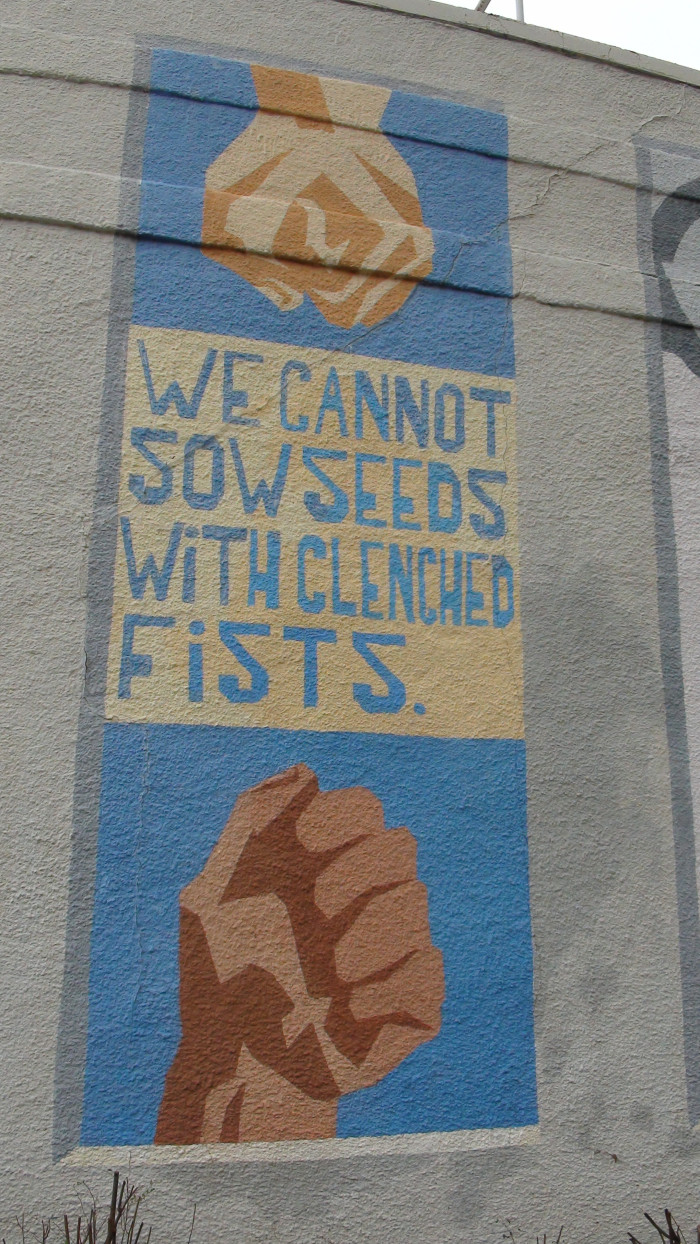 WE CANNOT
SOW SEEDS
WiTH CLENCHED
FiSTS.